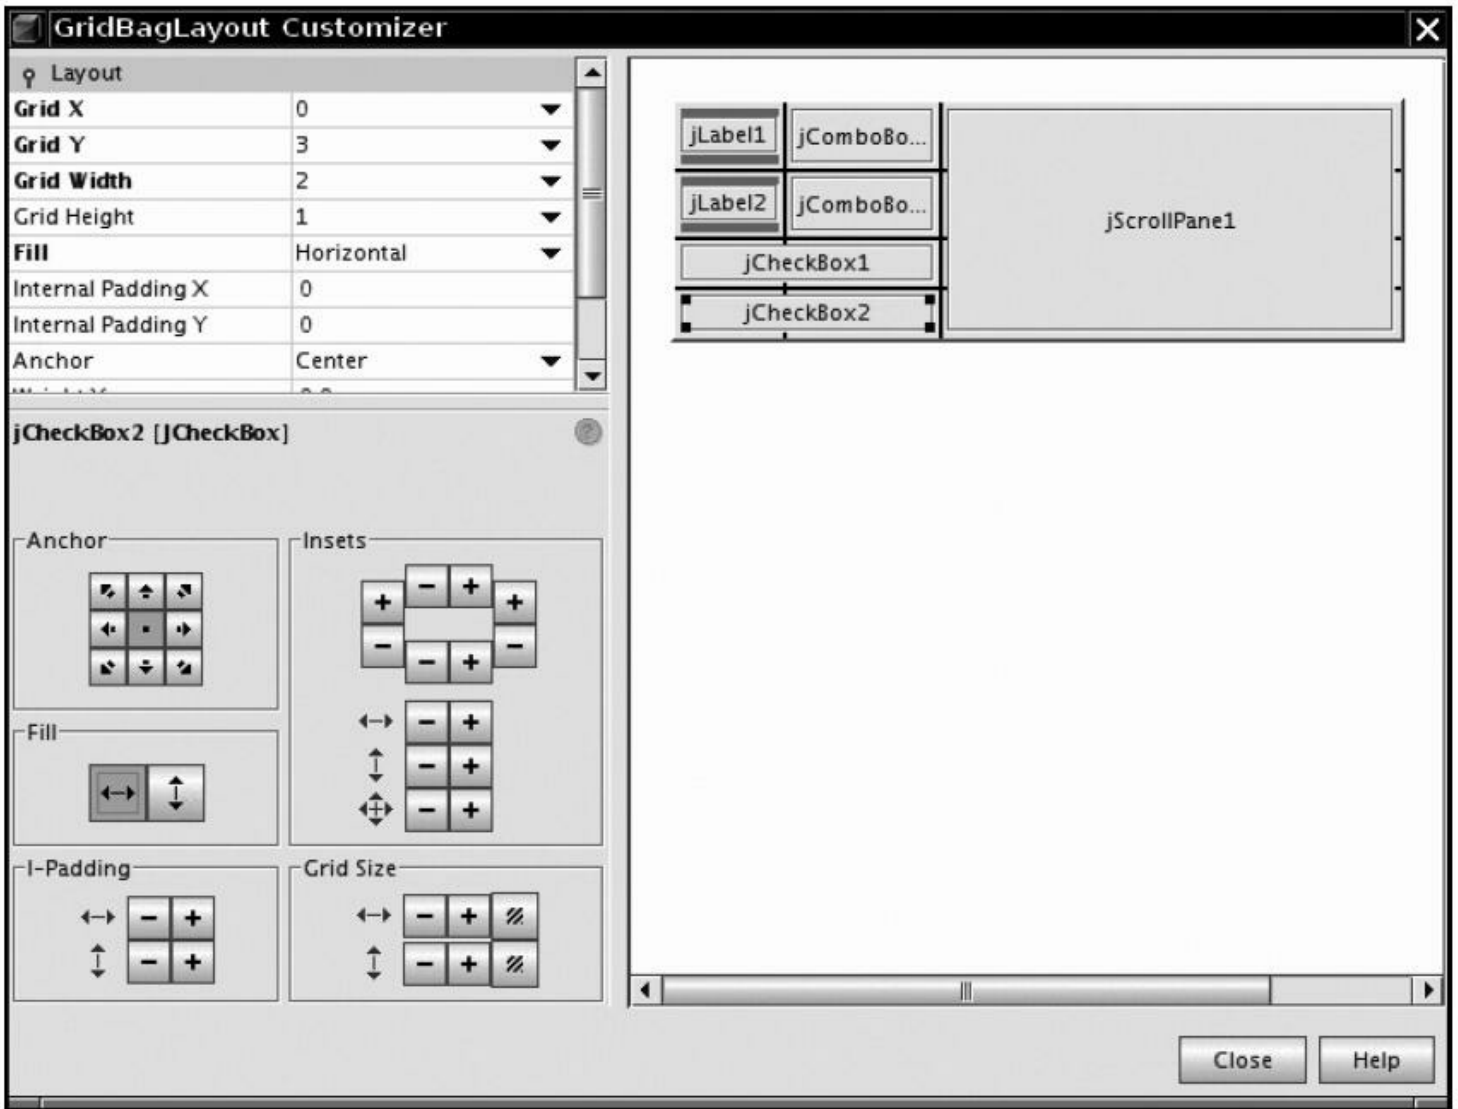 GridBagLayout Customizer
Layout
Grid X 0
Grid Y 3
Grid Width 2
Grid Height 1
Fill Horizontal
Internal Padding X 0
Internal Padding Y 0
Anchor Center
jCheckBox2 [JCheckBox]
Anchor
Insets
Fill
I-Padding
Grid Size
jLabel1 jComboBo...
jLabel2 jComboBo...
jScrollPane1
jCheckBox1
jCheckBox2
Close Help